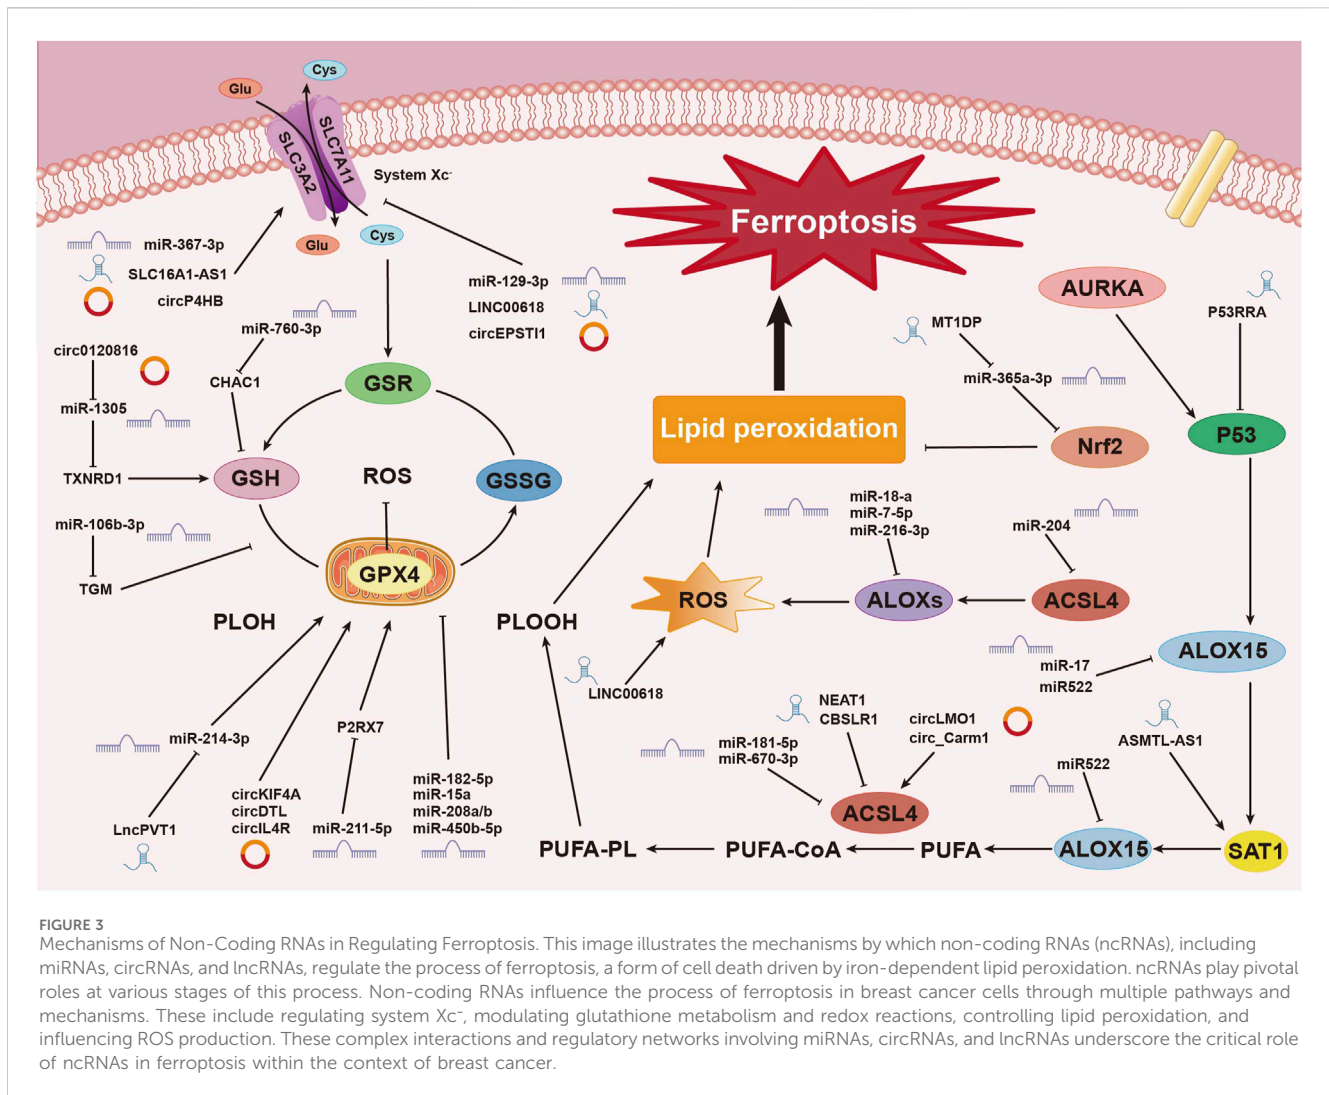 Cys
Glu
SLC7A11
SLC3A2
System Xc-
Glu
Cys
Ferroptosis
miR-367-3p
SLC16A1-AS1
circP4HB
miR-129-3p
LINC00618
circEPSTI1
miR-760-3p
CHAC1
circ0120816
miR-1305
TXNRD1
miR-106b-3p
TGM
GSR
GSH
ROS
GSSG
GPX4
PLOH
PLOOH
Lipid peroxidation
MT1DP
miR-365a-3p
Nrf2
AURKA
P53RRA
P53
miR-18-a
miR-7-5p
miR-216-3p
miR-204
ROS
ALOXs
ACSL4
ALOX15
miR-17
miR522
LINC00618
NEAT1
CBSLR1
circLMO1
circ_Carm1
miR-181-5p
miR-670-3p
ACSL4
ASMTL-AS1
miR522
P2RX7
miR-214-3p
LncPVT1
circKIF4A
circDTL
circIL4R
miR-211-5p
miR-182-5p
miR-15a
miR-208a/b
miR-450b-5p
PUFA-PL
PUFA-CoA
PUFA
ALOX15
SAT1
FIGURE 3
Mechanisms of Non-Coding RNAs in Regulating Ferroptosis. This image illustrates the mechanisms by which non-coding RNAs (ncRNAs), including
miRNAs, circRNAs, and lncRNAs, regulate the process of ferroptosis, a form of cell death driven by iron-dependent lipid peroxidation. ncRNAs play pivotal
roles at various stages of this process. Non-coding RNAs influence the process of ferroptosis in breast cancer cells through multiple pathways and
mechanisms. These include regulating system Xc⁻, modulating glutathione metabolism and redox reactions, controlling lipid peroxidation, and
influencing ROS production. These complex interactions and regulatory networks involving miRNAs, circRNAs, and lncRNAs underscore the critical role
of ncRNAs in ferroptosis within the context of breast cancer.